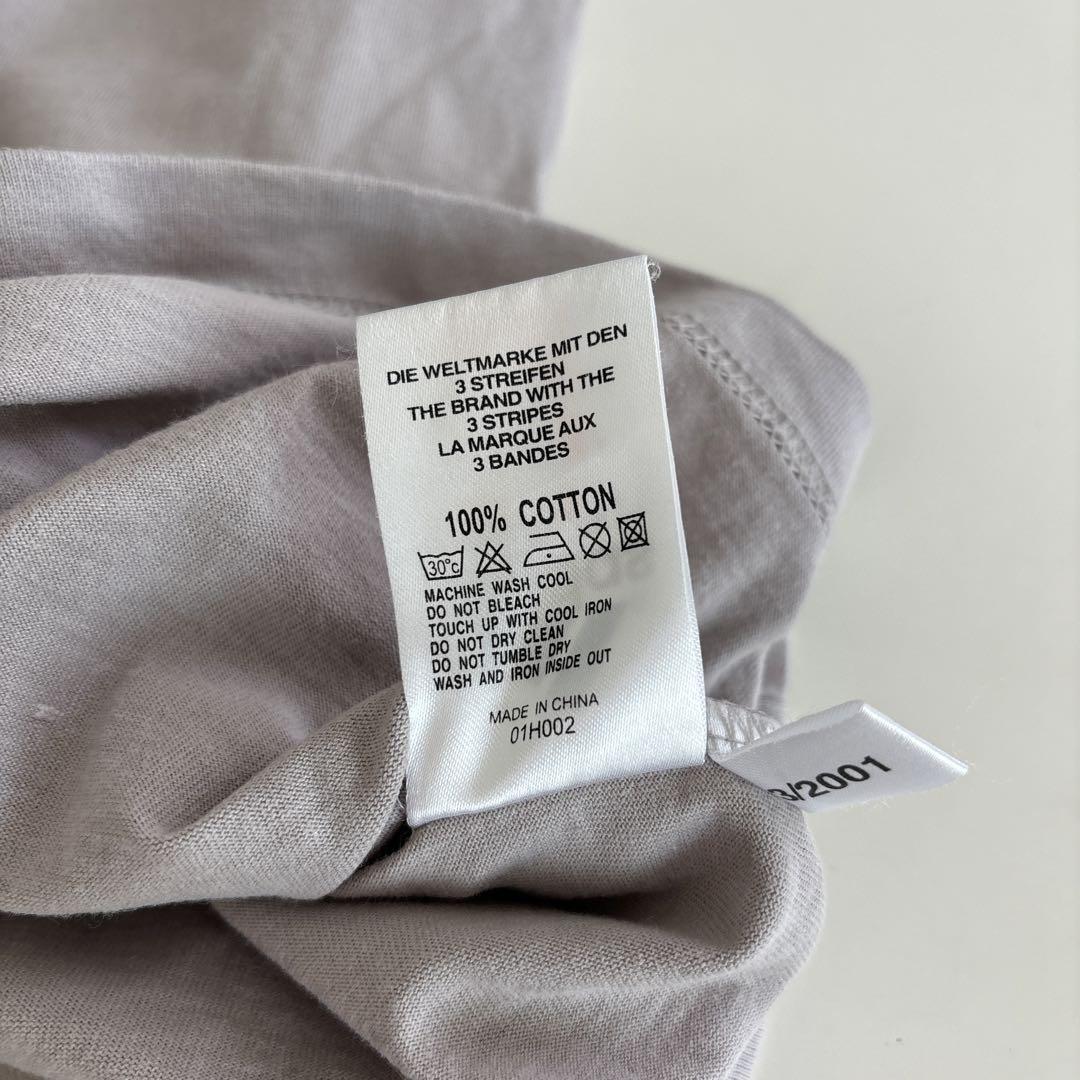 DIE WELTMARKE MIT DEN
3 STREIFEN
THE BRAND WITH THE
3 STRIPES
LA MARQUE AUX
3 BANDES
100% COTTON
30°c
MACHINE WASH COOL
DO NOT BLEACH
TOUCH UP WITH COOL IRON
DO NOT DRY CLEAN
DO NOT TUMBLE DRY
WASH AND IRON INSIDE OUT
MADE IN CHINA
01H002
3/2001